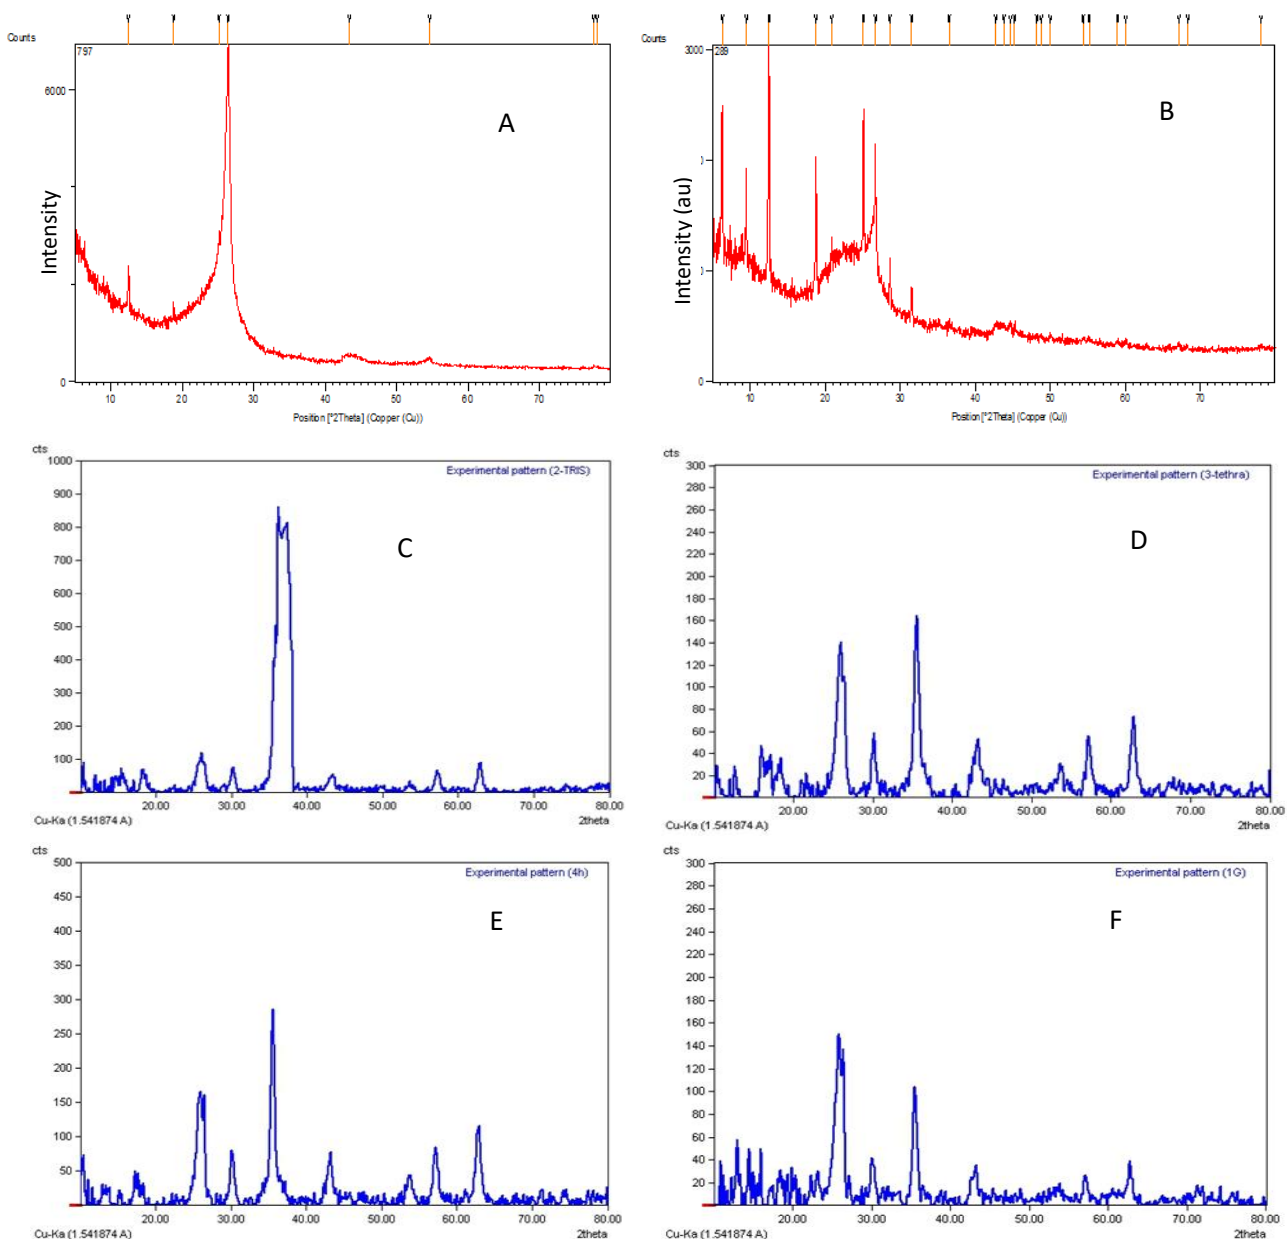 Counts
797
6000
0
Intensity
A
10 20 30 40 50 60 70
Position [°2Theta] (Copper (Cu))
Counts
3000
289
0
0
0
Intensity (au)
B
10 20 30 40 50 60 70
Position [°2Theta] (Copper (Cu))
cts
1000
900
800
700
600
500
400
300
200
100
Experimental pattern (2-TRIS)
C
20.00 30.00 40.00 50.00 60.00 70.00 80.00
Cu-Ka (1.541874 A) 2theta
cts
300
280
260
240
220
200
180
160
140
120
100
80
60
40
20
Experimental pattern (3-tethra)
D
20.00 30.00 40.00 50.00 60.00 70.00 80.00
Cu-Ka (1.541874 A) 2theta
cts
500
450
400
350
300
250
200
150
100
50
Experimental pattern (4h)
E
20.00 30.00 40.00 50.00 60.00 70.00 80.00
Cu-Ka (1.541874 A) 2theta
cts
300
280
260
240
220
200
180
160
140
120
100
80
60
40
20
Experimental pattern (1G)
F
20.00 30.00 40.00 50.00 60.00 70.00 80.00
Cu-Ka (1.541874 A) 2theta